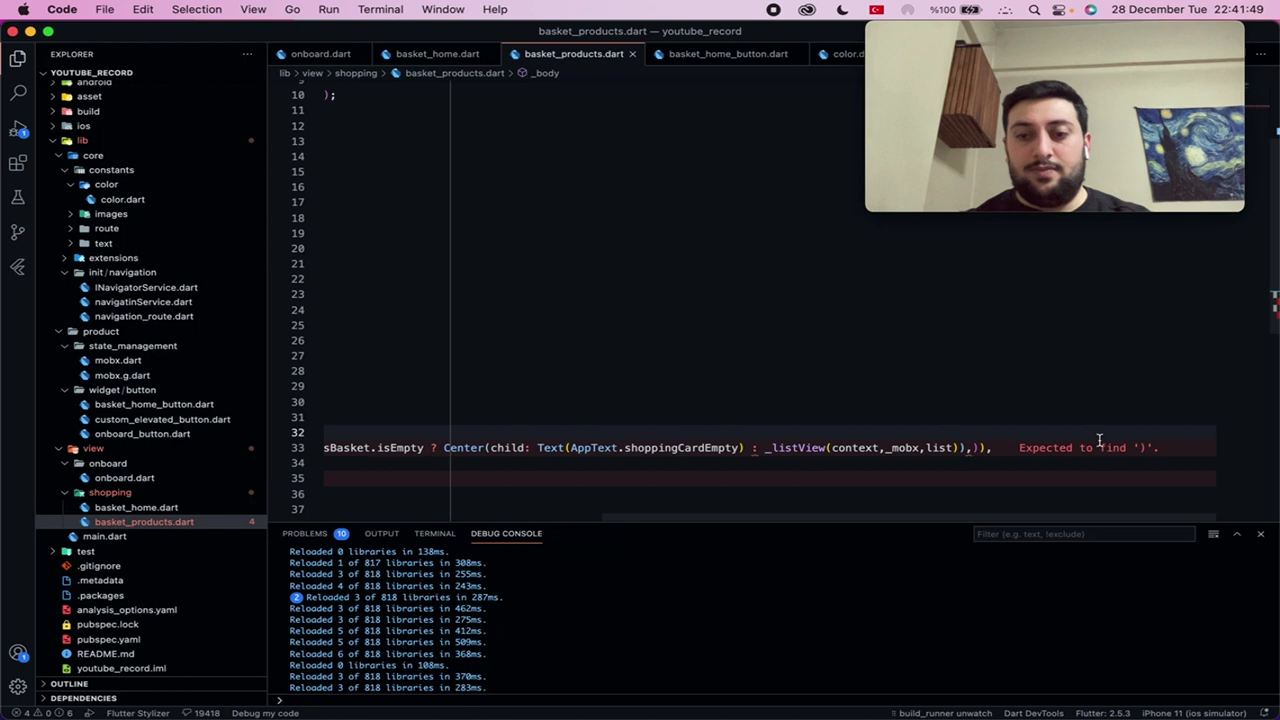 Code File Edit Selection View Go Run Terminal Window Help %100 28 December Tue 22:41:49
basket_products.dart — youtube_record
EXPLORER
onboard.dart basket_home.dart basket_products.dart basket_home_button.dart color.d
lib › view › shopping › basket_products.dart › _body
YOUTUBE_RECORD
android
asset
build
ios
lib
core
constants
color
color.dart
images
route
text
extensions
init / navigation
INavigatorService.dart
navigatinService.dart
navigation_route.dart
product
state_management
mobx.dart
mobx.g.dart
widget / button
basket_home_button.dart
custom_elevated_button.dart
onboard_button.dart
view
onboard
onboard.dart
shopping
basket_home.dart
basket_products.dart 4
main.dart
test
.gitignore
.metadata
.packages
analysis_options.yaml
pubspec.lock
pubspec.yaml
README.md
youtube_record.iml
OUTLINE
DEPENDENCIES
10 );
11
12
13
14
15
16
17
18
19
20
21
22
23
24
25
26
27
28
29
30
31
32
33 sBasket.isEmpty ? Center(child: Text(AppText.shoppingCardEmpty) : _listView(context,_mobx,list)),)), Expected to find ')'.
34
35
36
37
PROBLEMS 10 OUTPUT TERMINAL DEBUG CONSOLE Filter (e.g. text, !exclude)
Reloaded 0 libraries in 138ms.
Reloaded 1 of 817 libraries in 308ms.
Reloaded 3 of 818 libraries in 255ms.
Reloaded 4 of 818 libraries in 243ms.
2 Reloaded 3 of 818 libraries in 287ms.
Reloaded 3 of 818 libraries in 462ms.
Reloaded 3 of 818 libraries in 275ms.
Reloaded 5 of 818 libraries in 412ms.
Reloaded 5 of 818 libraries in 509ms.
Reloaded 6 of 818 libraries in 368ms.
Reloaded 0 libraries in 108ms.
Reloaded 3 of 818 libraries in 370ms.
Reloaded 3 of 818 libraries in 283ms.
4 0 6 Flutter Stylizer 19418 Debug my code build_runner unwatch Dart DevTools Flutter: 2.5.3 iPhone 11 (ios simulator)